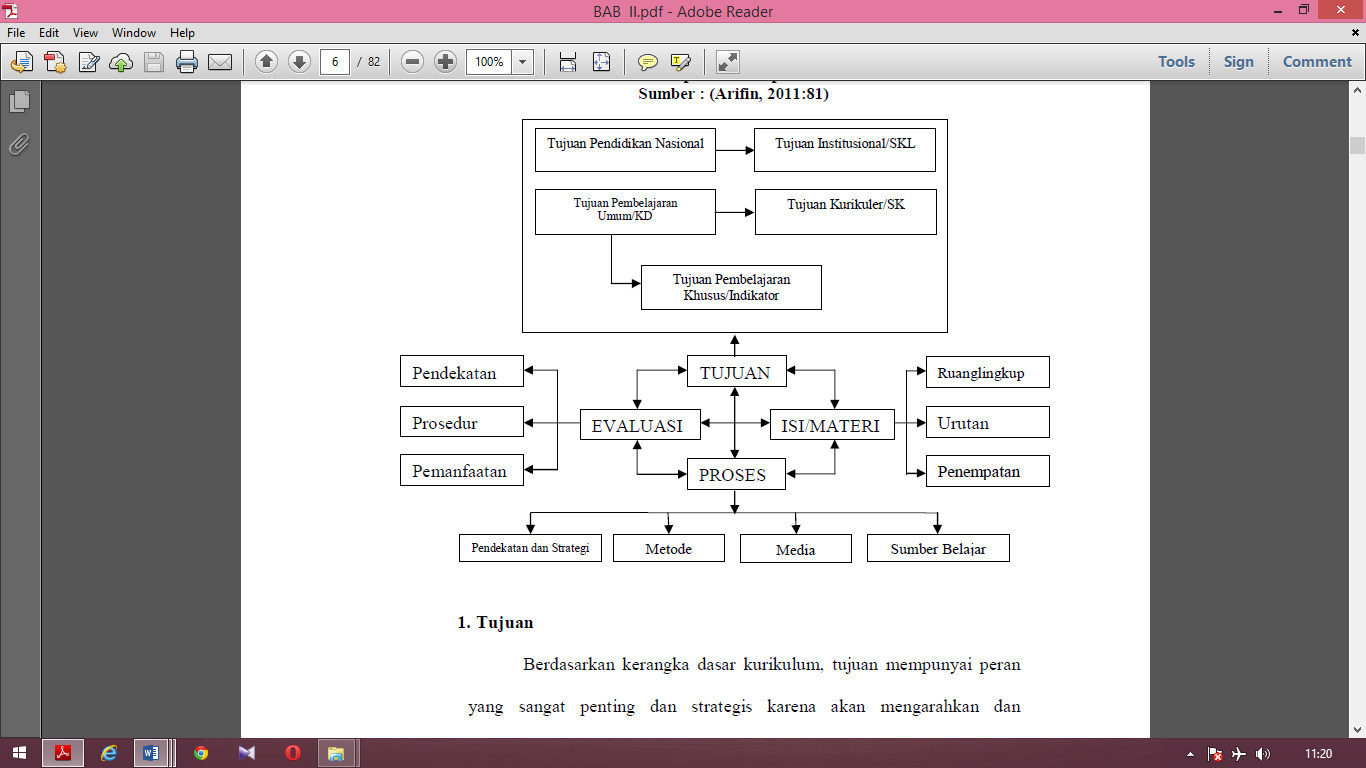 BAB II.pdf - Adobe Reader
File Edit View Window Help
6 / 82 100% Tools Sign Comment
Sumber : (Arifin, 2011:81)
Tujuan Pendidikan Nasional
Tujuan Institusional/SKL
Tujuan Pembelajaran
Umum/KD
Tujuan Kurikuler/SK
Tujuan Pembelajaran
Khusus/Indikator
Pendekatan
TUJUAN
Ruanglingkup
Prosedur
EVALUASI
ISI/MATERI
Urutan
Pemanfaatan
PROSES
Penempatan
Pendekatan dan Strategi
Metode
Media
Sumber Belajar
1. Tujuan
Berdasarkan kerangka dasar kurikulum, tujuan mempunyai peran
yang sangat penting dan strategis karena akan mengarahkan dan
11:20